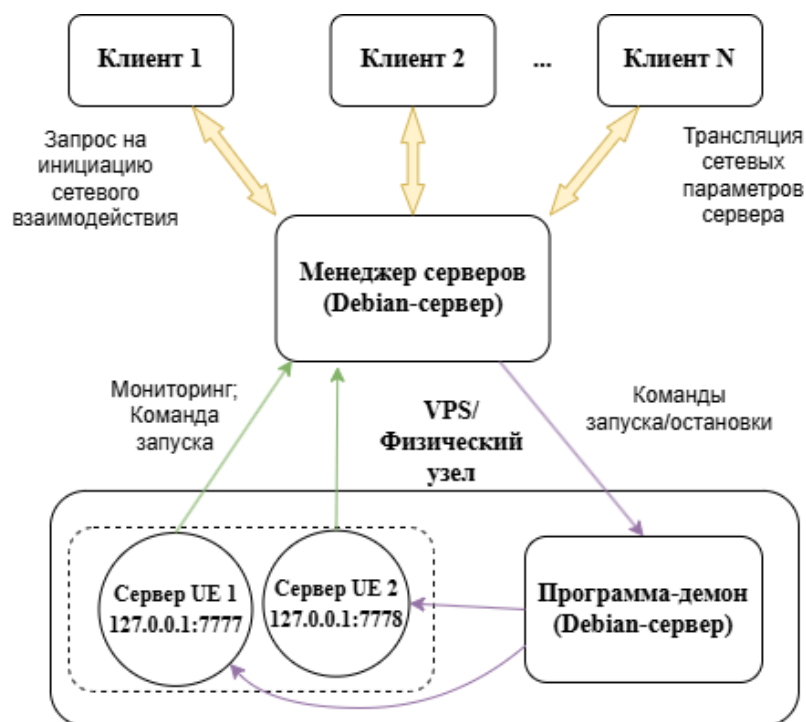 Клиент 1
Клиент 2
...
Клиент N
Запрос на
инициацию
сетевого
взаимодействия
Трансляция
сетевых
параметров
сервера
Менеджер серверов
(Debian-сервер)
Мониторинг;
Команда
запуска
VPS/
Физический
узел
Команды
запуска/остановки
Сервер UE 1
127.0.0.1:7777
Сервер UE 2
127.0.0.1:7778
Программа-демон
(Debian-сервер)